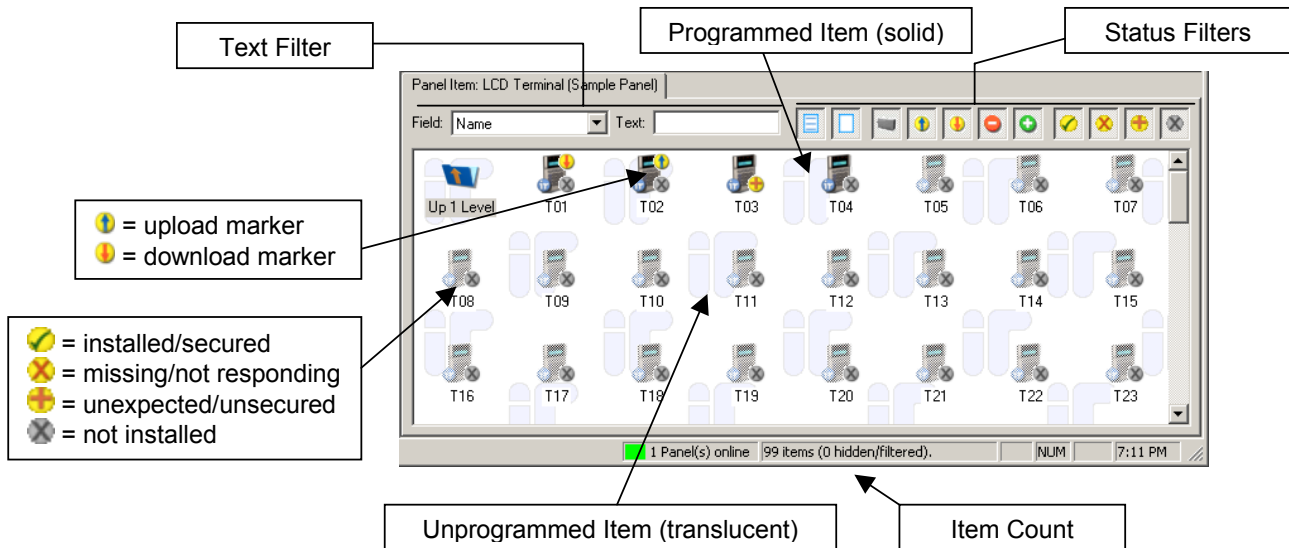 Text Filter
Programmed Item (solid)
Status Filters
Panel Item: LCD Terminal (Sample Panel)
Field: Name Text:
Up 1 Level T01 T02 T03 T04 T05 T06 T07
= upload marker
= download marker
T08 T09 T10 T11 T12 T13 T14 T15
= installed/secured
= missing/not responding
= unexpected/unsecured
= not installed
T16 T17 T18 T19 T20 T21 T22 T23
1 Panel(s) online 99 items (0 hidden/filtered). NUM 7:11 PM
Unprogrammed Item (translucent)
Item Count